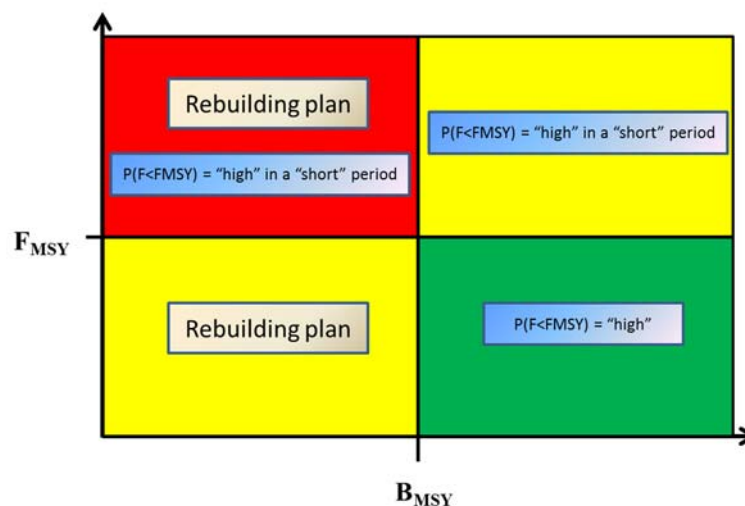 Rebuilding plan
P(F<FMSY) = “high” in a “short” period
P(F<FMSY) = “high” in a “short” period
FMSY
Rebuilding plan
P(F<FMSY) = “high”
BMSY